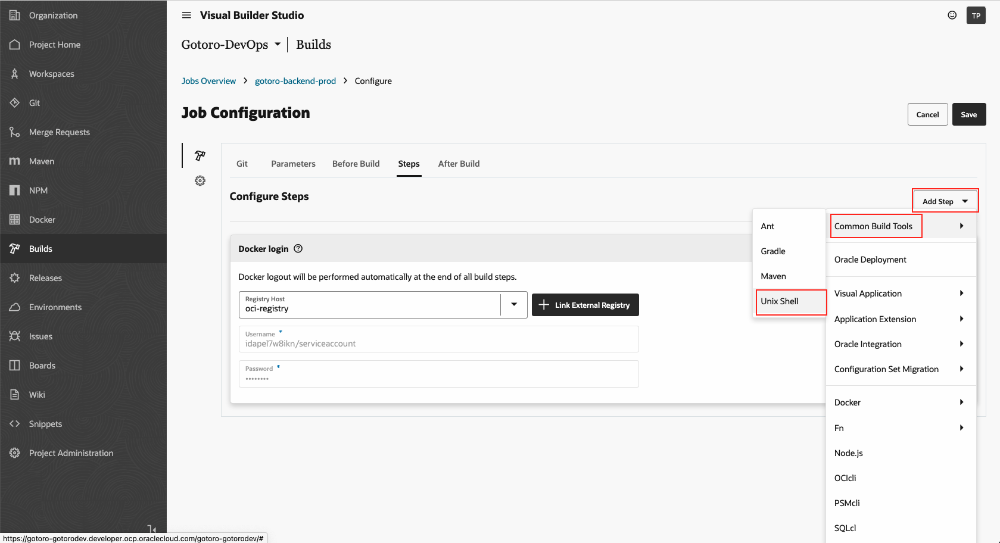 Organization
Project Home
Workspaces
Git
Merge Requests
Maven
NPM
Docker
Builds
Releases
Environments
Issues
Boards
Wiki
Snippets
Project Administration
Visual Builder Studio
TP
Gotoro-DevOps
Builds
Jobs Overview > gotoro-backend-prod > Configure
Job Configuration
Cancel
Save
Git
Parameters
Before Build
Steps
After Build
Configure Steps
Add Step
Docker login
Docker logout will be performed automatically at the end of all build steps.
Registry Host
oci-registry
Link External Registry
Username *
idapel7w8ikn/serviceaccount
Password *
••••••••
Ant
Gradle
Maven
Unix Shell
Common Build Tools
Oracle Deployment
Visual Application
Application Extension
Oracle Integration
Configuration Set Migration
Docker
Fn
Node.js
OCIcli
PSMcli
SQLcl
https://gotoro-gotorodev.developer.ocp.oraclecloud.com/gotoro-gotorodev/#